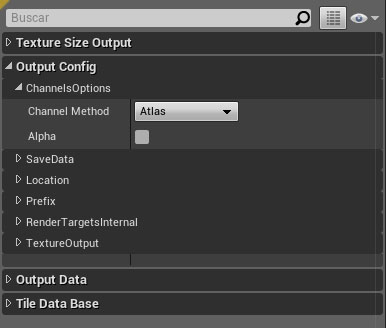 Buscar
Texture Size Output
Output Config
ChannelsOptions
Channel Method Atlas
Alpha
SaveData
Location
Prefix
RenderTargetsInternal
TextureOutput
Output Data
Tile Data Base